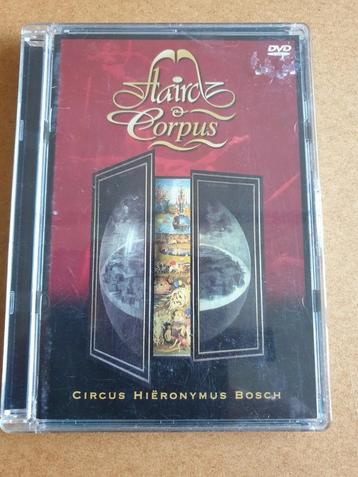 DVD
Flairck
&
Corpus
CIRCUS HIËRONYMUS BOSCH